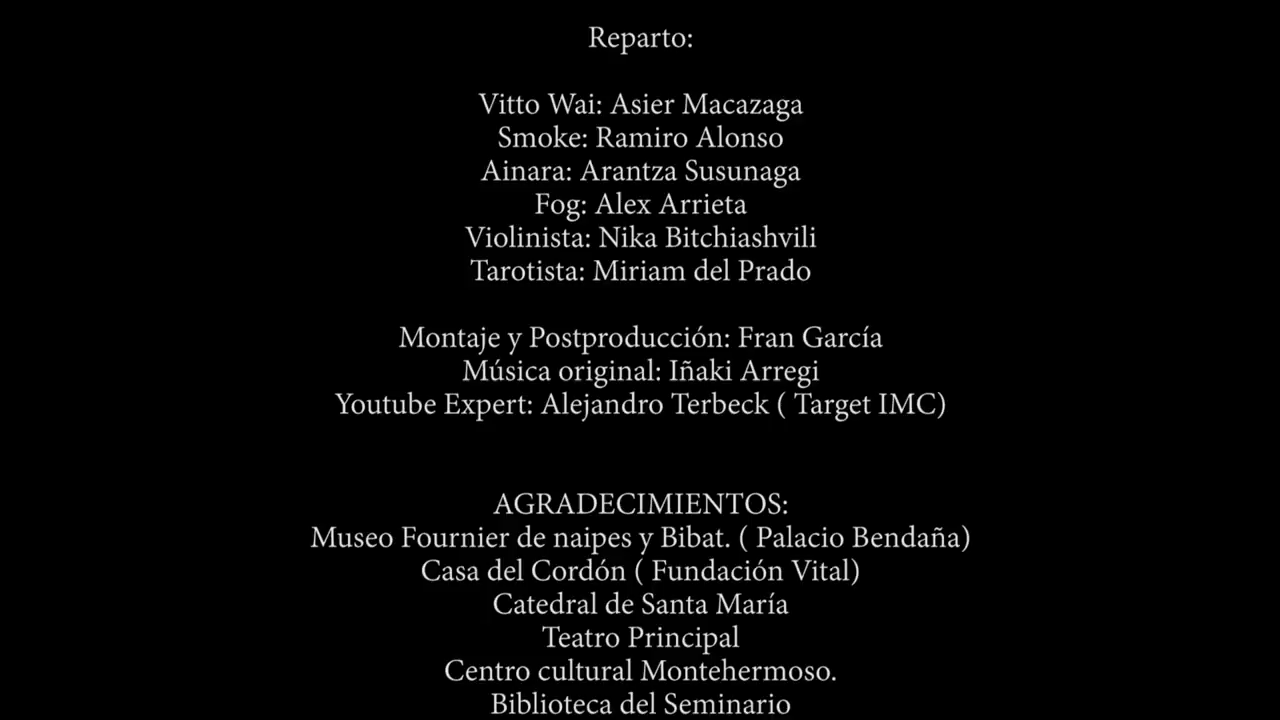 Reparto:
Vitto Wai: Asier Macazaga
Smoke: Ramiro Alonso
Ainara: Arantza Susunaga
Fog: Alex Arrieta
Violinista: Nika Bitchiashvili
Tarotista: Miriam del Prado
Montaje y Postproducción: Fran García
Música original: Iñaki Arregi
Youtube Expert: Alejandro Terbeck ( Target IMC)
AGRADECIMIENTOS:
Museo Fournier de naipes y Bibat. ( Palacio Bendaña)
Casa del Cordón ( Fundación Vital)
Catedral de Santa María
Teatro Principal
Centro cultural Montehermoso.
Biblioteca del Seminario